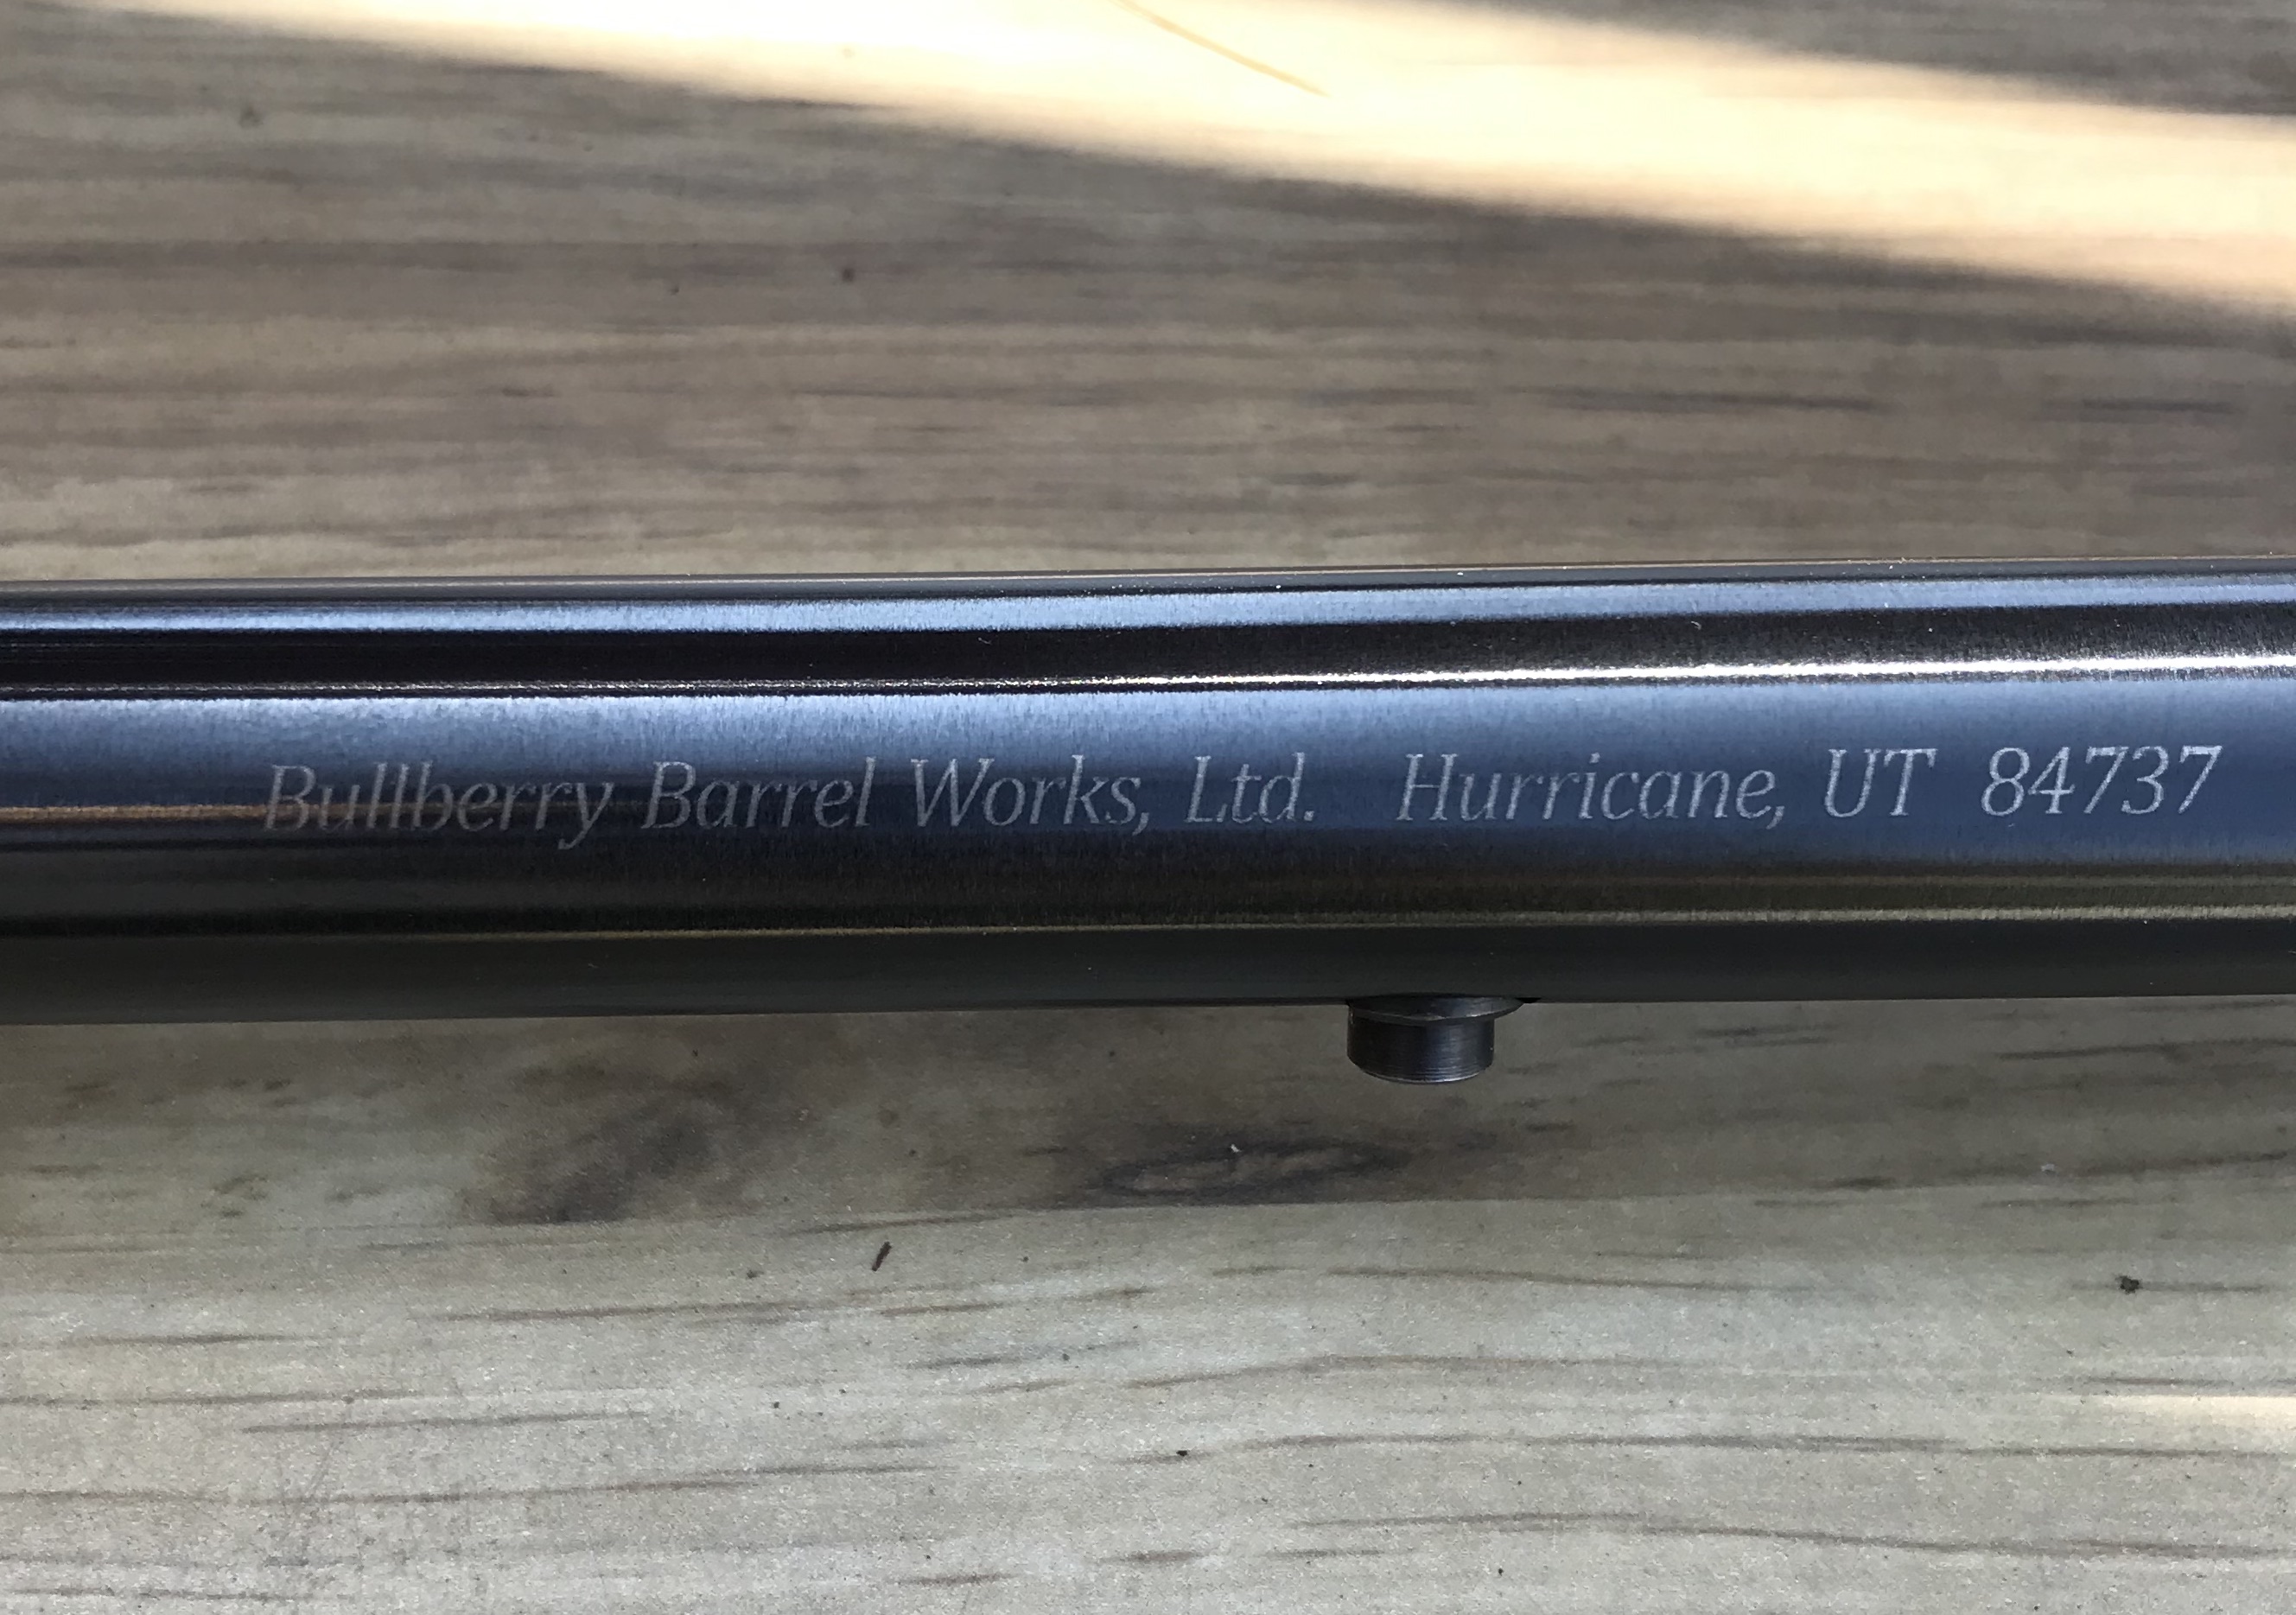 Bullberry Barrel Works, Ltd. Hurricane, UT 84737